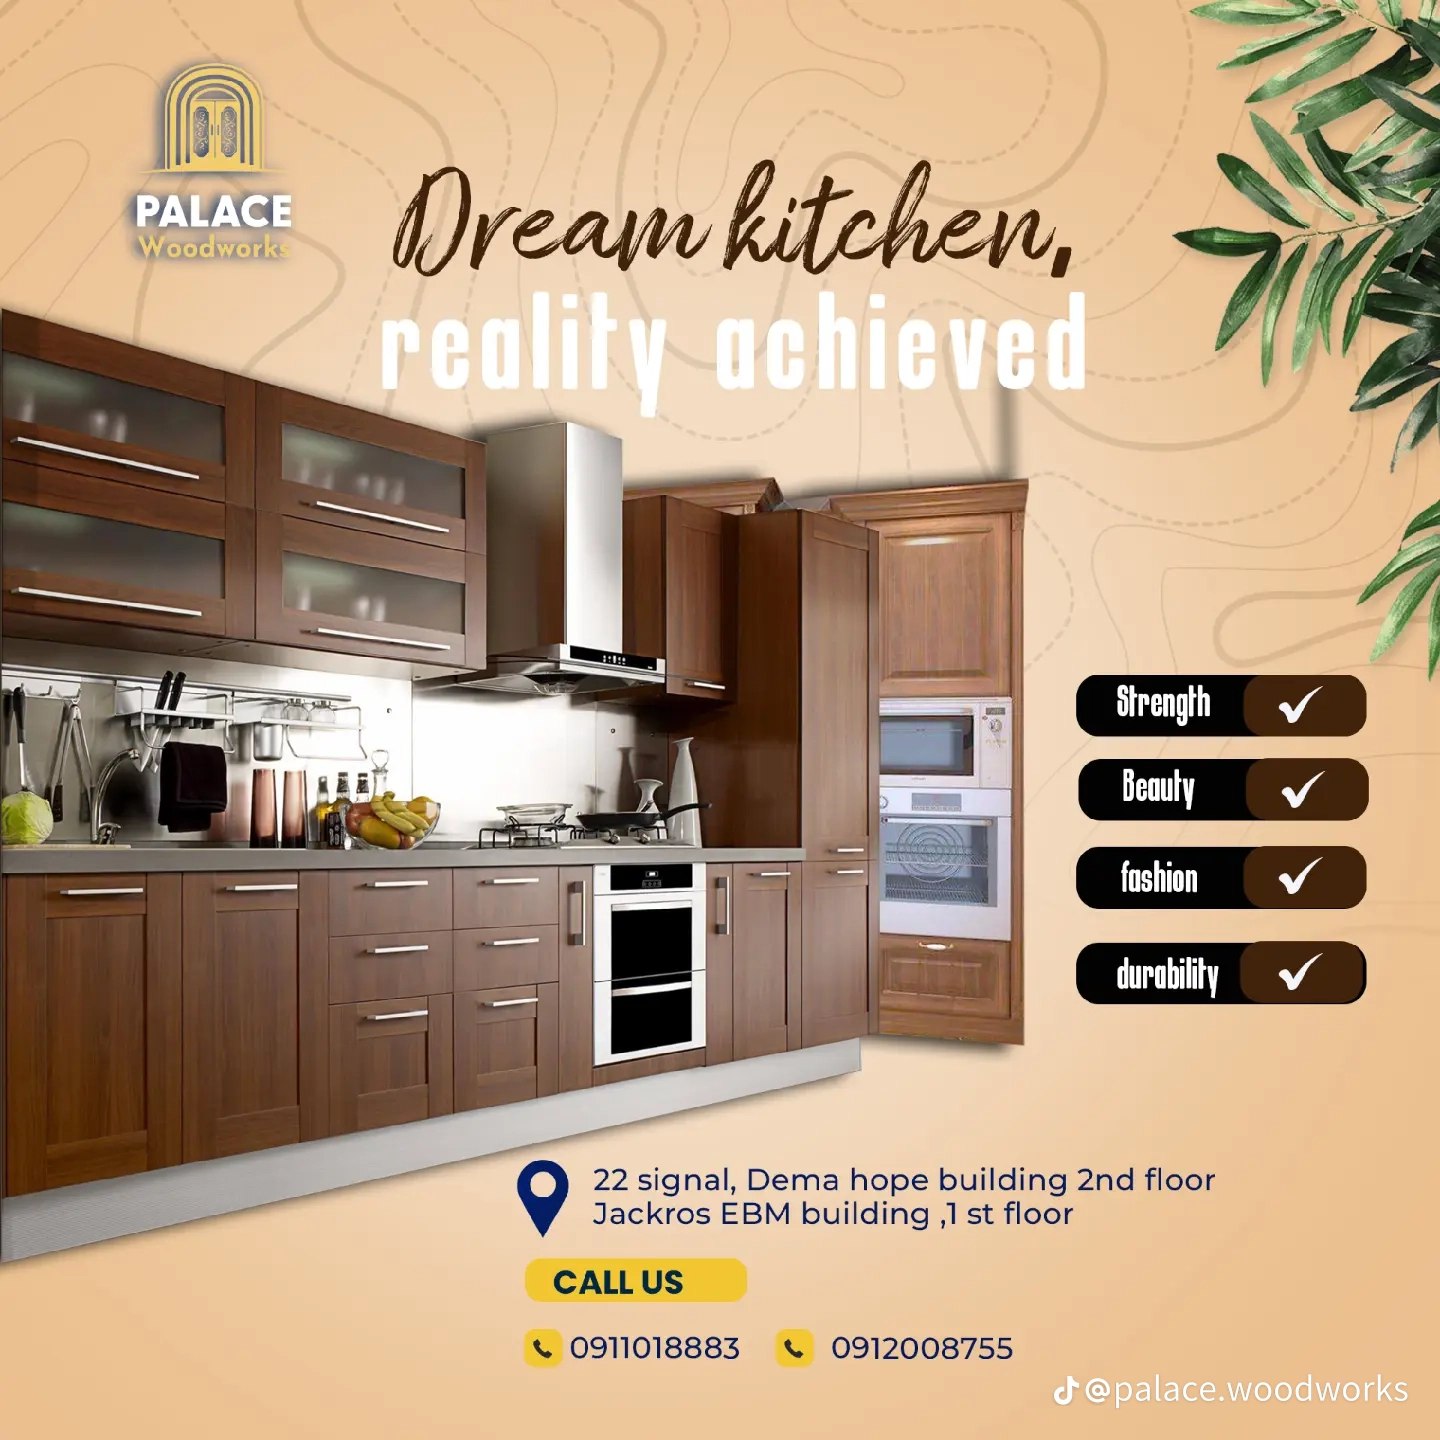 PALACE
Woodworks
Dream kitchen,
reality achieved
Strength
Beauty
fashion
durability
22 signal, Dema hope building 2nd floor
Jackros EBM building ,1 st floor
CALL US
0911018883 0912008755
@palace.woodworks